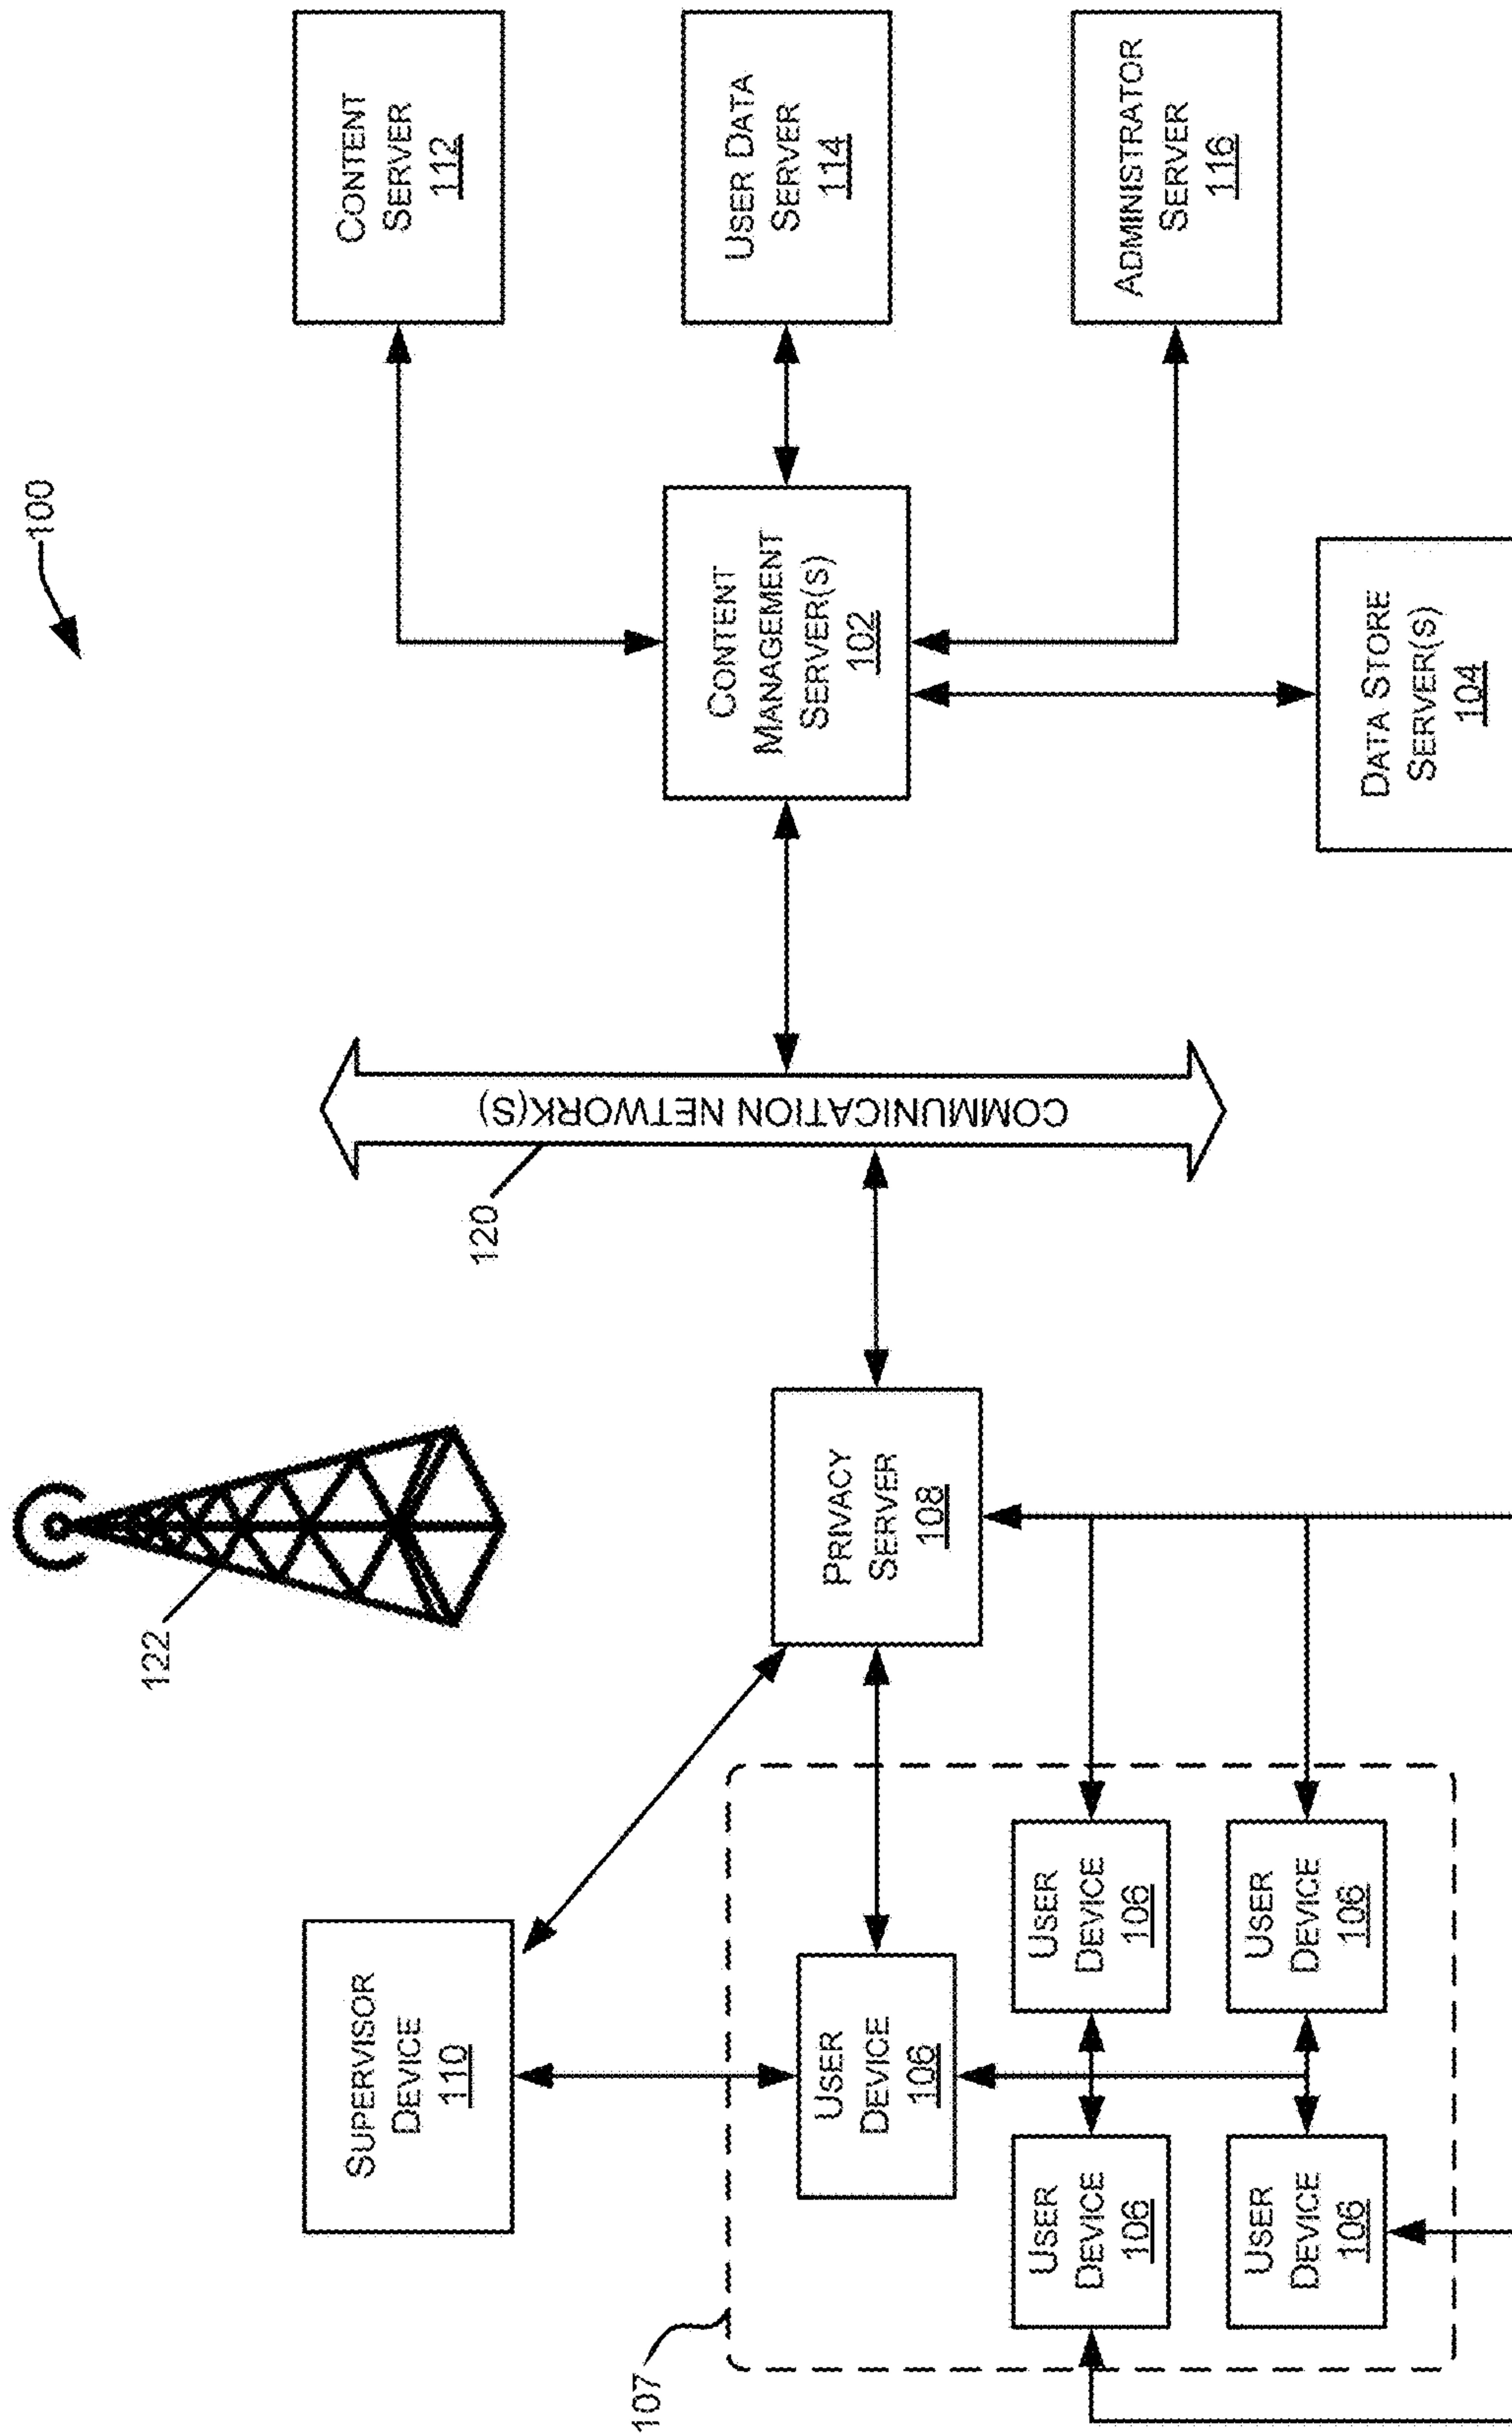 100
122
SUPERVISOR
DEVICE
110
107
USER
DEVICE
106
USER
DEVICE
106
USER
DEVICE
106
USER
DEVICE
106
USER
DEVICE
106
PRIVACY
SERVER
108
120
COMMUNICATION NETWORK(S)
CONTENT
MANAGEMENT
SERVER(S)
102
DATA STORE
SERVER(S)
104
CONTENT
SERVER
112
USER DATA
SERVER
114
ADMINISTRATOR
SERVER
116